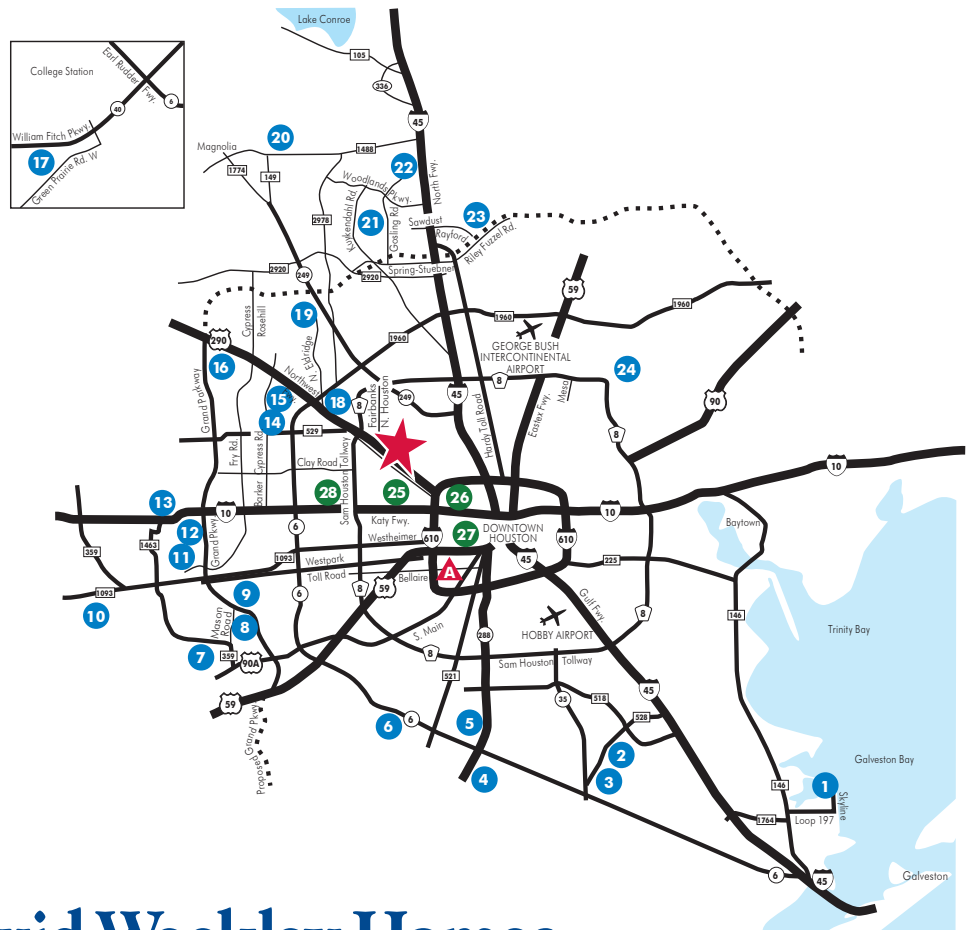 Lake Conroe
105
336
45
College Station
Earl Rudder
Fwy.
40
6
William Fitch Pkwy.
17
Green Prairie Rd. W
Magnolia
20
1488
1774
149
22
Woodlands Pkwy.
North Fwy.
2978
Kuykendahl Rd.
21
Gosling Rd.
23
Sawdust
Rayford
Riley Fuzzel Rd.
2920
249
2920
Spring-Stuebner
59
Cypress
Rosehill
19
1960
1960
1960
290
N. Eldridge
GEORGE BUSH
INTERCONTINENTAL
AIRPORT
16
Northwest
24
Grand Parkway
15
18
8
Fairbanks
N. Houston
249
45
8
Mesa
90
14
Hardy Toll Road
Eastex Fwy.
8
529
Fry Rd.
Barker Cypress Rd.
Clay Road
Sam Houston Tollway
10
13
28
25
26
10
6
Katy Fwy.
10
Baytown
12
Grand Pkwy.
Westheimer
610
27
DOWNTOWN
HOUSTON
610
359
1463
11
1093
Westpark
Toll Road
Bellaire
A
45
225
59
8
1093
10
9
6
Gulf Fwy.
146
Mason
Road
8
8
S. Main
288
HOBBY AIRPORT
Trinity Bay
7
359
90A
8
Sam Houston Tollway
521
45
59
35
518
528
Proposed Grand Pkwy.
6
6
5
2
3
4
Galveston Bay
146
1
Skyline
1764
Loop 197
6
45
Galveston